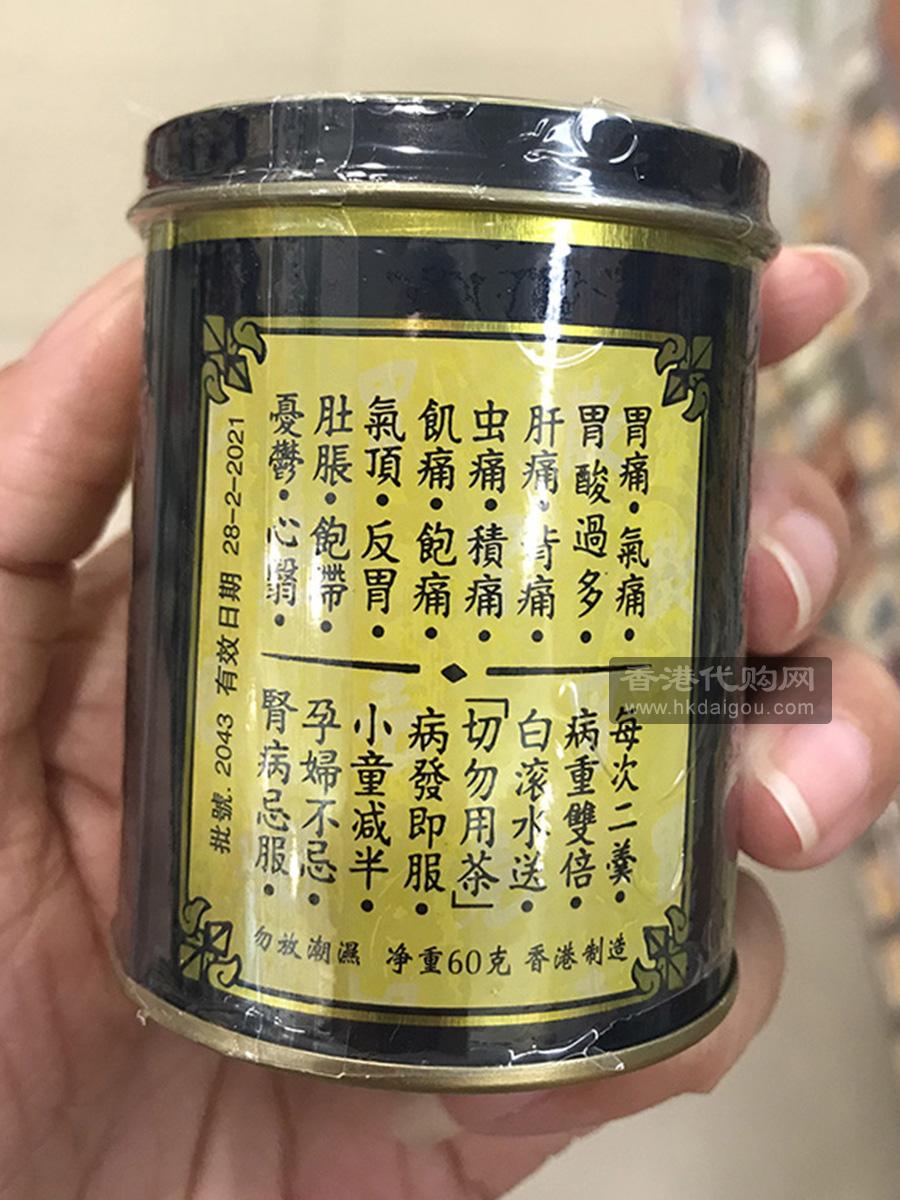 胃痛·氣痛·
胃酸過多·
肝痛·背痛·
虫痛·積痛·
飢痛·飽痛·
氣頂·反胃·
肚脹·飽滯·
憂鬱·心翳·
每次二羹·
病重雙倍·
白滚水送·
「切勿用茶」
病發即服·
小童减半·
孕婦不忌·
腎病忌服·
批號.2043 有效日期 28-2-2021
勿放潮濕 净重60克 香港制造
香港代购网
www.hkdaigou.com